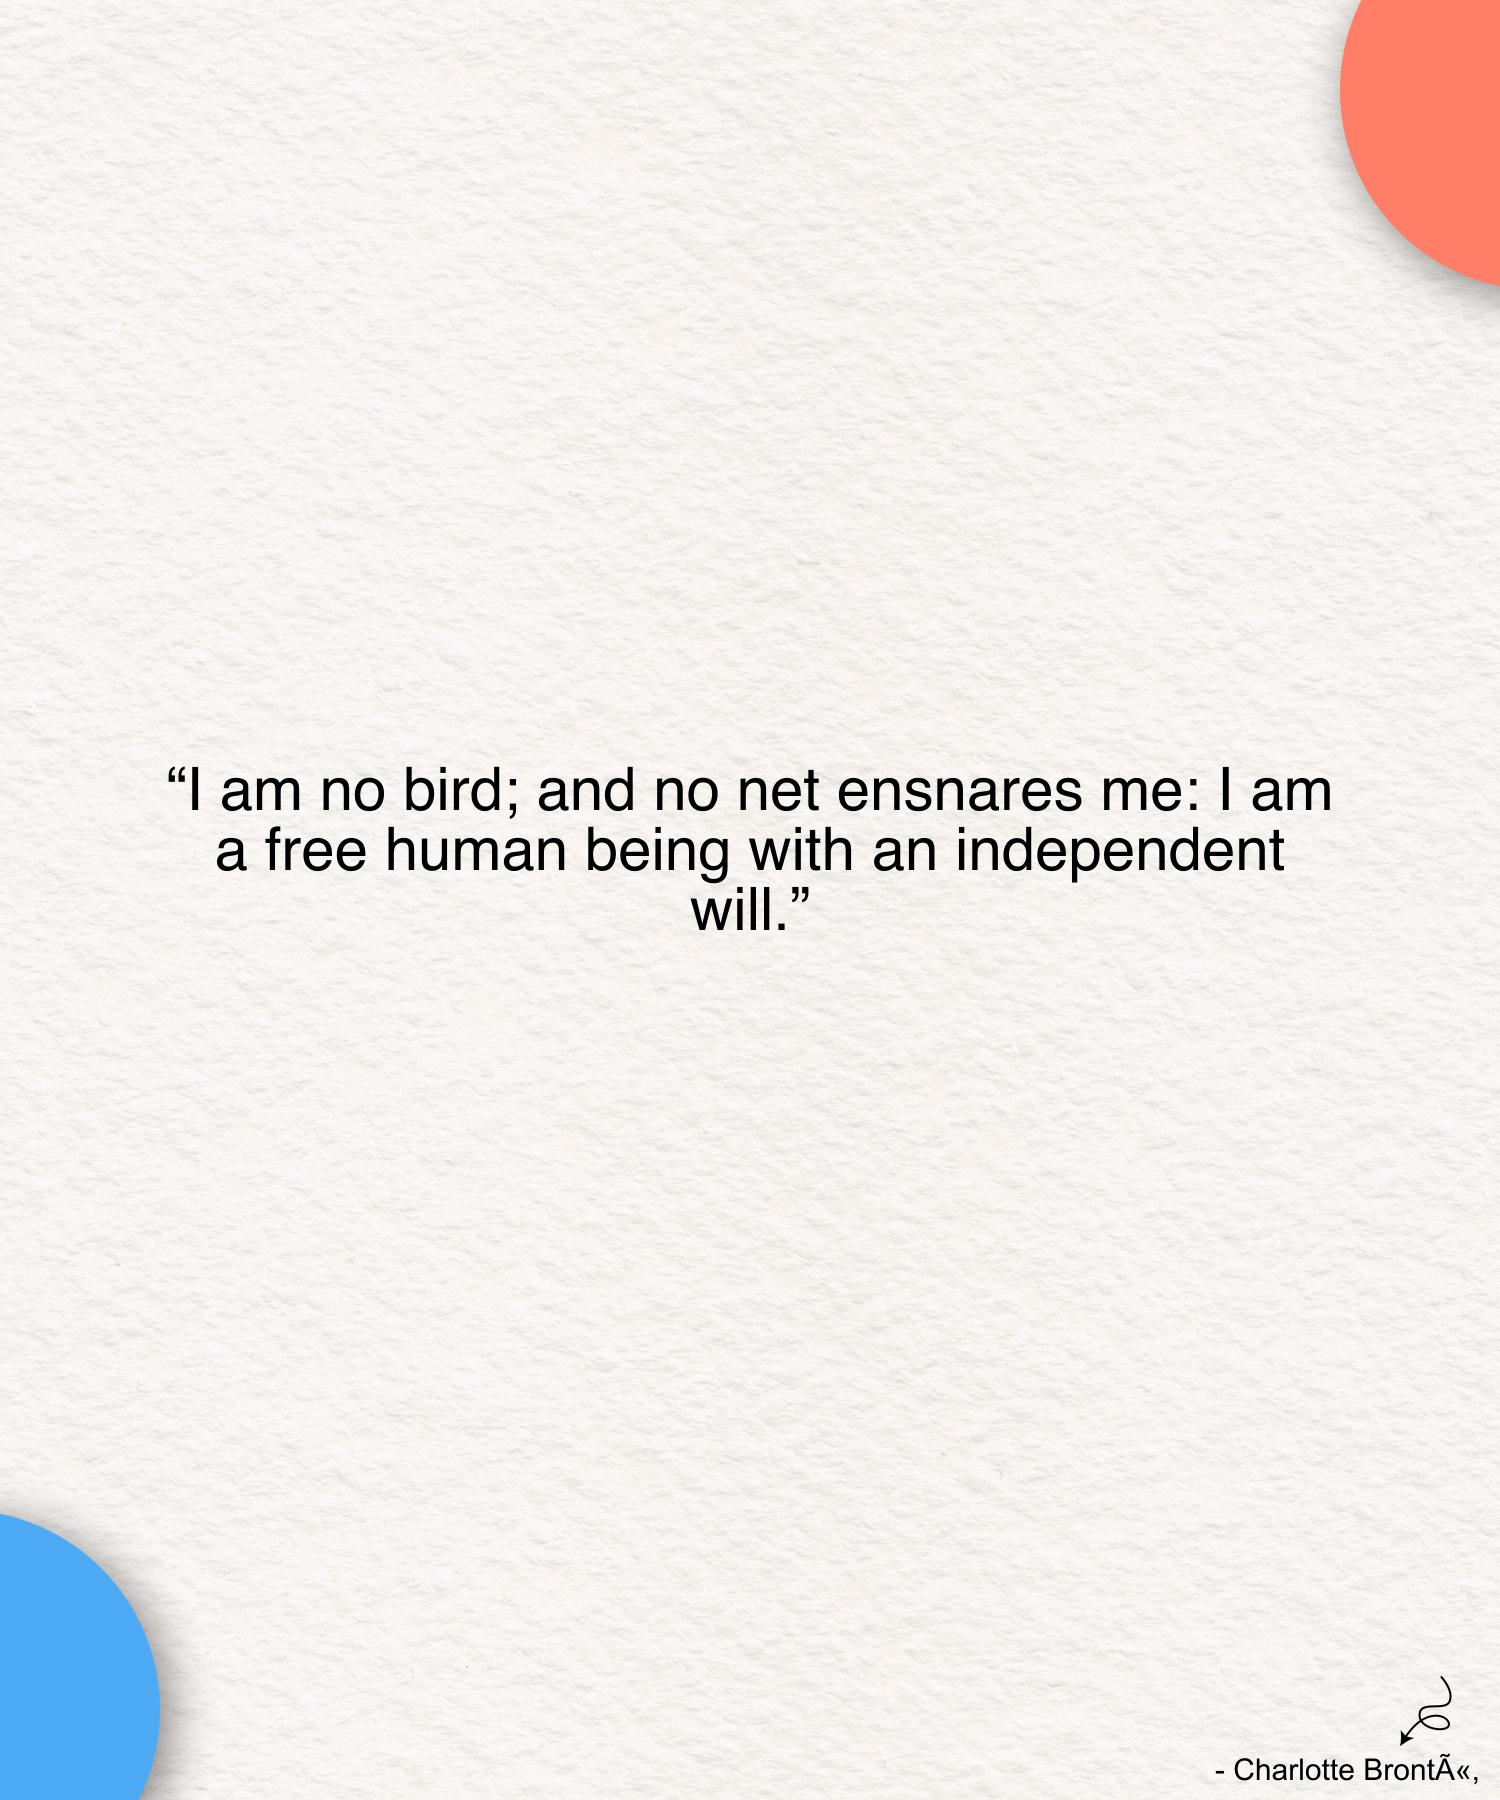 “I am no bird; and no net ensnares me: I am
a free human being with an independent
will.”
- Charlotte BrontÃ«,